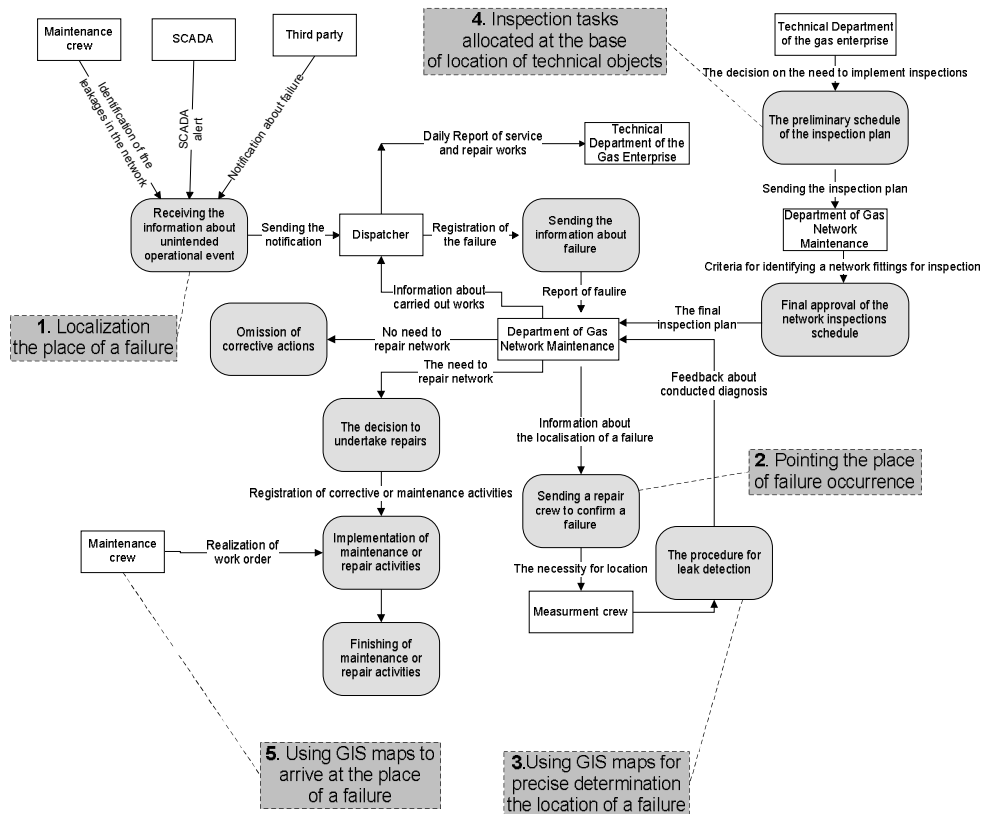 Maintenance
crew
SCADA
Third party
4. Inspection tasks
allocated at the base
of location of technical objects
Technical Department
of the gas enterprise
Identification of the
leakages in the network
SCADA
alert
Notification about failure
The decision on the need to implement inspections
The preliminary schedule
of the inspection plan
Daily Report of service
and repair works
Technical
Department of the
Gas Enterprise
Sending the inspection plan
Receiving the
information about
unintended
operational event
Sending the
notification
Dispatcher
Registration of
the failure
Sending the
information about
failure
Department of Gas
Network
Maintenance
Criteria for identifying a network fittings for inspection
Information about
carried out works
Report of faulire
Final approval of the
network inspections
schedule
The final
inspection plan
1. Localization
the place of a failure
Omission of
corrective actions
No need to
repair network
Department of Gas
Network Maintenance
The need to
repair network
Feedback about
conducted diagnosis
The decision to
undertake repairs
Information about
the localisation of a failure
2. Pointing the place
of failure occurrence
Registration of corrective or maintenance activities
Sending a repair
crew to confirm a
failure
Maintenance
crew
Realization of
work order
Implementation of
maintenance or
repair activities
The necessity for location
The procedure for
leak detection
Measurment crew
Finishing of
maintenance or
repair activities
5. Using GIS maps to
arrive at the place
of a failure
3.Using GIS maps for
precise determination
the location of a failure